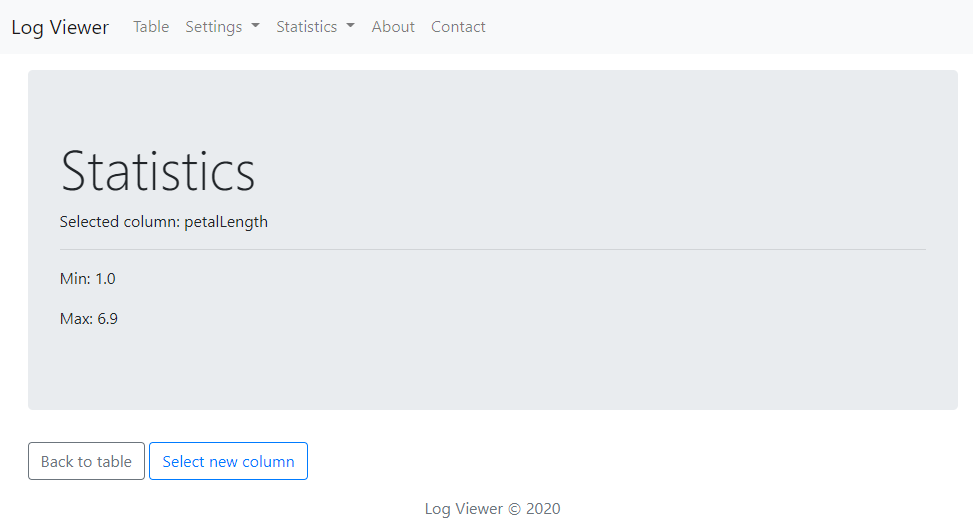 Log Viewer Table Settings Statistics About Contact
Statistics
Selected column: petalLength
Min: 1.0
Max: 6.9
Back to table Select new column
Log Viewer © 2020